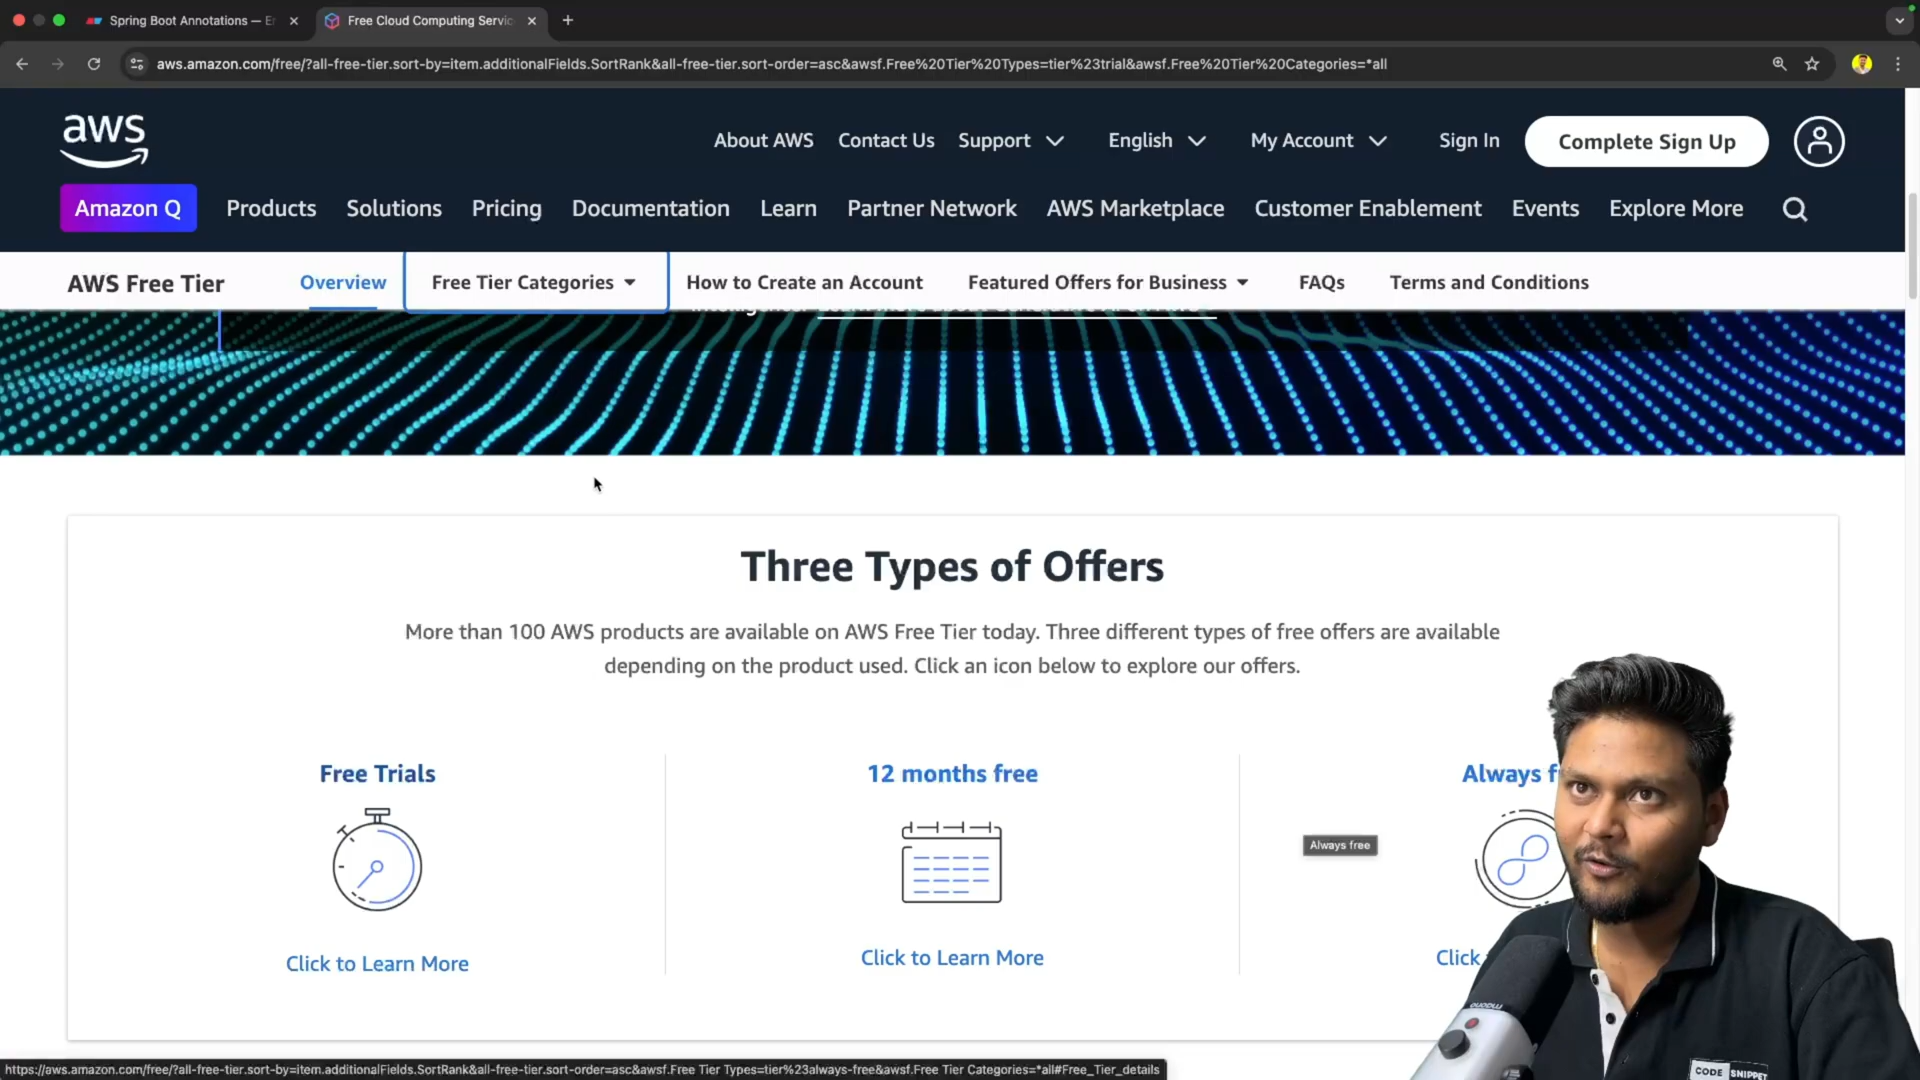 Spring Boot Annotations — E
Free Cloud Computing Servic
aws.amazon.com/free/?all-free-tier.sort-by=item.additionalFields.SortRank&all-free-tier.sort-order=asc&awsf.Free%20Tier%20Types=tier%23trial&awsf.Free%20Tier%20Categories=*all
aws
About AWS Contact Us Support English My Account Sign In Complete Sign Up
Amazon Q Products Solutions Pricing Documentation Learn Partner Network AWS Marketplace Customer Enablement Events Explore More
AWS Free Tier Overview Free Tier Categories How to Create an Account Featured Offers for Business FAQs Terms and Conditions
Three Types of Offers
More than 100 AWS products are available on AWS Free Tier today. Three different types of free offers are available
depending on the product used. Click an icon below to explore our offers.
Free Trials 12 months free Always f
Always free
Click to Learn More Click to Learn More Click
CODE SNIPPET
https://aws.amazon.com/free/?all-free-tier.sort-by=item.additionalFields.SortRank&all-free-tier.sort-order=asc&awsf.Free Tier Types=tier%23always-free&awsf.Free Tier Categories=*all#Free_Tier_details